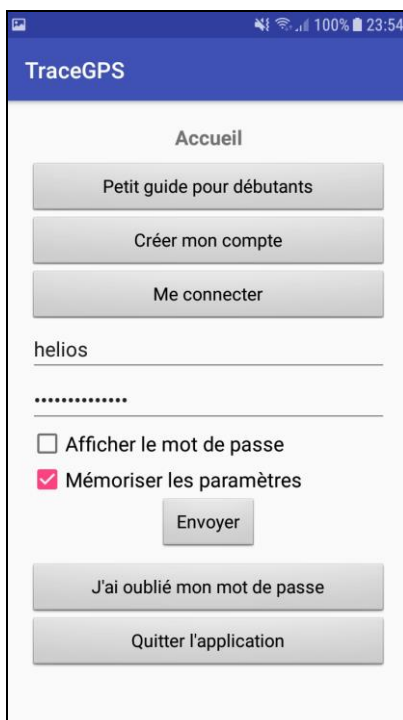 100% 23:54
TraceGPS
Accueil
Petit guide pour débutants
Créer mon compte
Me connecter
helios
••••••••••••••
Afficher le mot de passe
Mémoriser les paramètres
Envoyer
J'ai oublié mon mot de passe
Quitter l'application